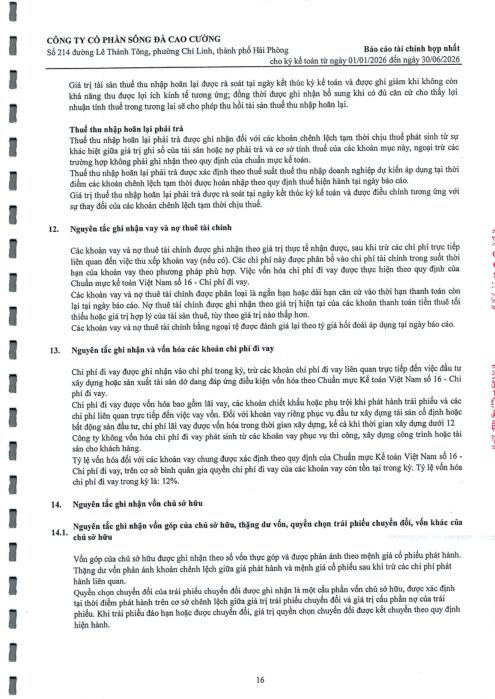 CÔNG TY CỔ PHẦN SÔNG ĐÀ CAO CƯỜNG
Số 214 đường Lê Thánh Tông, phường Chí Linh, thành phố Hải Phòng
Báo cáo tài chính hợp nhất
cho kỳ kế toán từ ngày 01/01/2026 đến ngày 30/06/2026
Giá trị tài sản thuế thu nhập hoãn lại được rà soát tại ngày kết thúc kỳ kế toán và được ghi giảm khi không còn
khả năng thu được lợi ích kinh tế tương ứng; đồng thời được ghi nhận bổ sung khi có đủ căn cứ cho thấy lợi
nhuận tính thuế trong tương lai sẽ cho phép thu hồi tài sản thuế thu nhập hoãn lại.
Thuế thu nhập hoãn lại phải trả
Thuế thu nhập hoãn lại phải trả được ghi nhận đối với các khoản chênh lệch tạm thời chịu thuế phát sinh từ sự
khác biệt giữa giá trị ghi sổ của tài sản hoặc nợ phải trả và cơ sở tính thuế của các khoản mục này, ngoại trừ các
trường hợp không phải ghi nhận theo quy định của chuẩn mực kế toán.
Thuế thu nhập hoãn lại phải trả được xác định theo thuế suất thuế thu nhập doanh nghiệp dự kiến áp dụng tại thời
điểm các khoản chênh lệch tạm thời được hoàn nhập theo quy định thuế hiện hành tại ngày báo cáo.
Giá trị thuế thu nhập hoãn lại phải trả được rà soát tại ngày kết thúc kỳ kế toán và được điều chỉnh tương ứng với
sự thay đổi của các khoản chênh lệch tạm thời chịu thuế.
12. Nguyên tắc ghi nhận vay và nợ thuê tài chính
Các khoản vay và nợ thuê tài chính được ghi nhận theo giá trị thực tế nhận được, sau khi trừ các chi phí trực tiếp
liên quan đến việc thu xếp khoản vay (nếu có). Các chi phí này được phân bổ vào chi phí tài chính trong suốt thời
hạn của khoản vay theo phương pháp phù hợp. Việc vốn hóa chi phí đi vay được thực hiện theo quy định của
Chuẩn mực kế toán Việt Nam số 16 - Chi phí đi vay.
Các khoản vay và nợ thuê tài chính được phân loại là ngắn hạn hoặc dài hạn căn cứ vào thời hạn thanh toán còn
lại tại ngày báo cáo. Nợ thuê tài chính được ghi nhận theo giá trị hiện tại của các khoản thanh toán tiền thuê tối
thiểu hoặc giá trị hợp lý của tài sản thuê, tùy theo giá trị nào thấp hơn.
Các khoản vay và nợ thuê tài chính bằng ngoại tệ được đánh giá lại theo tỷ giá hối đoái áp dụng tại ngày báo cáo.
13. Nguyên tắc ghi nhận và vốn hóa các khoản chi phí đi vay
Chi phí đi vay được ghi nhận vào chi phí trong kỳ, trừ các khoản chi phí đi vay liên quan trực tiếp đến việc đầu tư
xây dựng hoặc sản xuất tài sản dở dang đáp ứng điều kiện vốn hóa theo Chuẩn mực Kế toán Việt Nam số 16 - Chi
phí đi vay.
Chi phí đi vay được vốn hóa bao gồm lãi vay, các khoản chiết khấu hoặc phụ trội khi phát hành trái phiếu và các
chi phí liên quan trực tiếp đến việc vay vốn. Đối với khoản vay riêng phục vụ đầu tư xây dựng tài sản cố định hoặc
bất động sản đầu tư, chi phí lãi vay được vốn hóa trong thời gian xây dựng, kể cả khi thời gian xây dựng dưới 12
Công ty không vốn hóa chi phí đi vay phát sinh từ các khoản vay phục vụ thi công, xây dựng công trình hoặc tài
sản cho khách hàng.
Tỷ lệ vốn hóa đối với các khoản vay chung được xác định theo quy định của Chuẩn mực Kế toán Việt Nam số 16 -
Chi phí đi vay, trên cơ sở bình quân gia quyền chi phí đi vay của các khoản vay còn tồn tại trong kỳ. Tỷ lệ vốn hóa
chi phí đi vay trong kỳ là: 12%.
14. Nguyên tắc ghi nhận vốn chủ sở hữu
14.1. Nguyên tắc ghi nhận vốn góp của chủ sở hữu, thặng dư vốn, quyền chọn trái phiếu chuyển đổi, vốn khác của
chủ sở hữu
Vốn góp của chủ sở hữu được ghi nhận theo số vốn thực góp và được phản ánh theo mệnh giá cổ phiếu phát hành.
Thặng dư vốn phản ánh khoản chênh lệch giữa giá phát hành và mệnh giá cổ phiếu sau khi trừ các chi phí phát
hành liên quan.
Quyền chọn chuyển đổi của trái phiếu chuyển đổi được ghi nhận là một cấu phần vốn chủ sở hữu, được xác định
tại thời điểm phát hành trên cơ sở chênh lệch giữa giá trị trái phiếu chuyển đổi và giá trị cấu phần nợ của trái
phiếu. Khi trái phiếu đáo hạn hoặc được chuyển đổi, giá trị quyền chọn chuyển đổi được kết chuyển theo quy định
hiện hành.
16